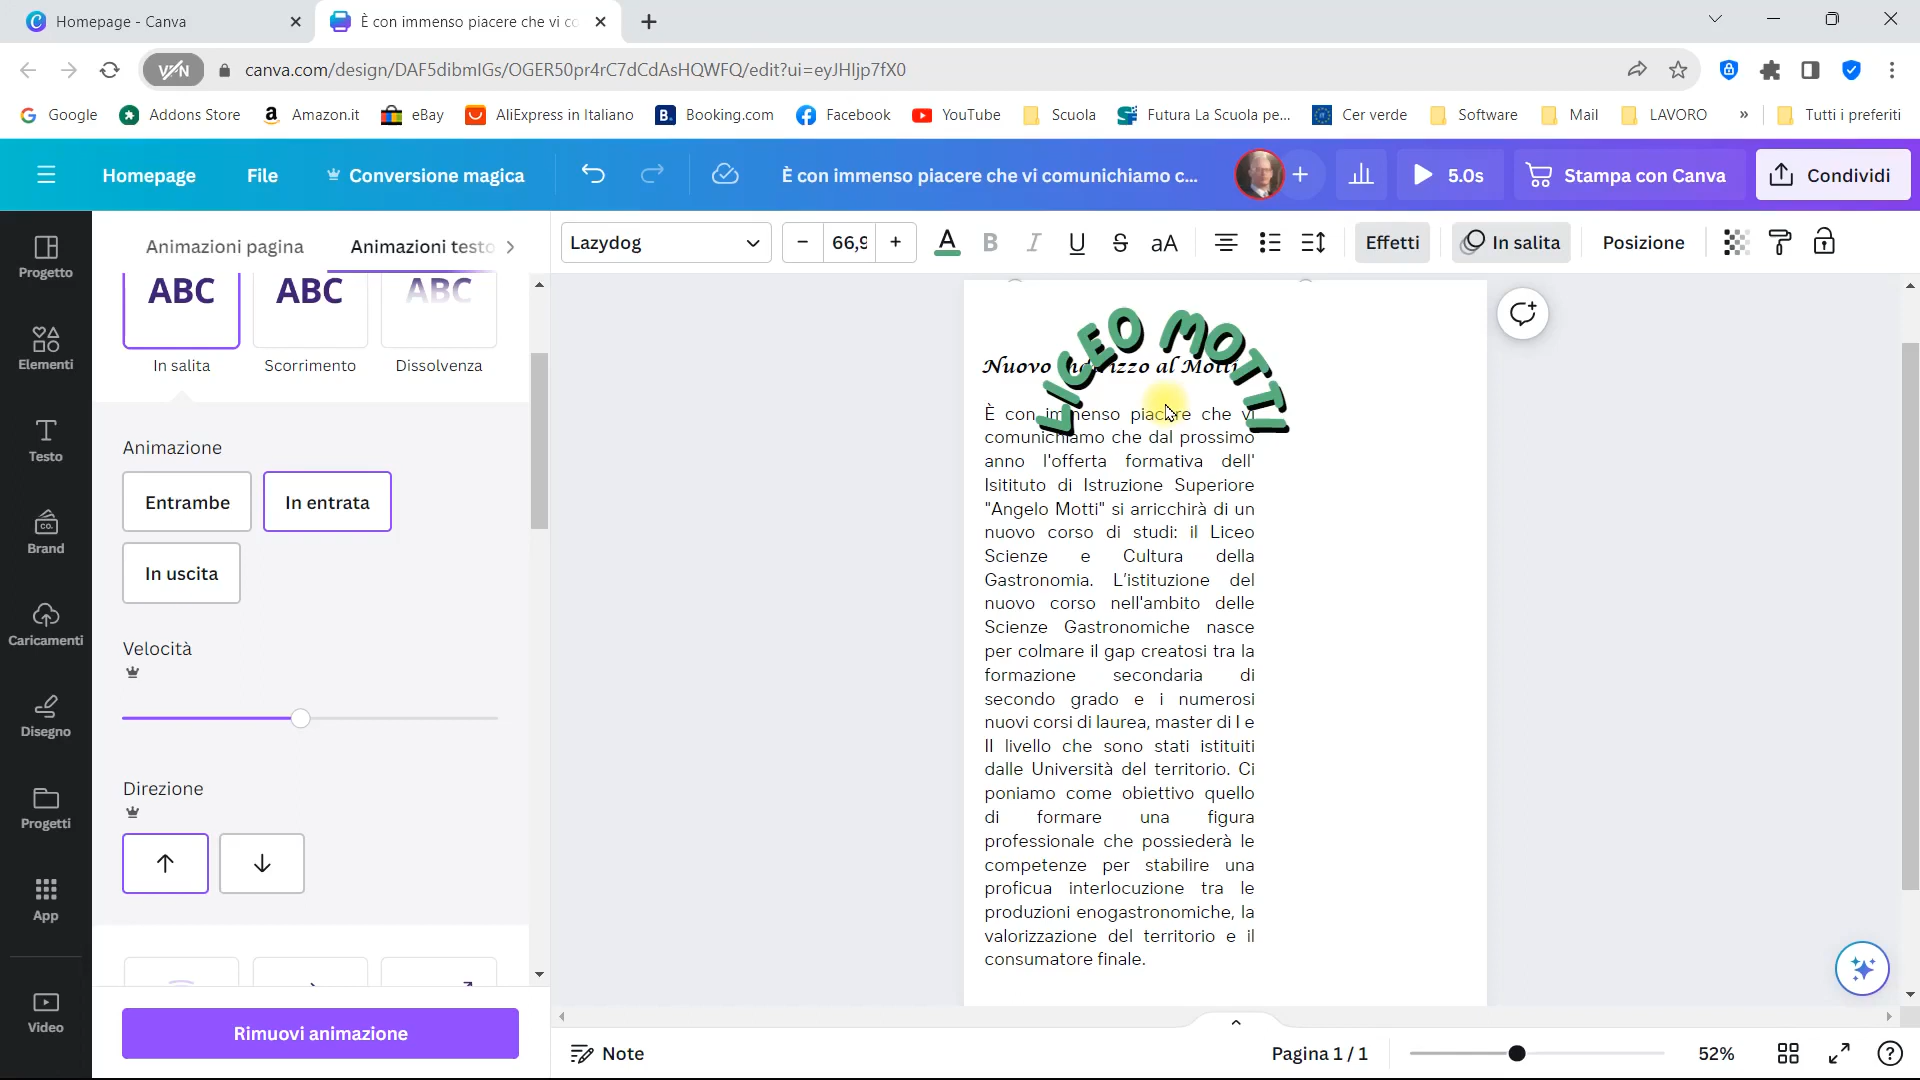 Homepage - Canva
È con immenso piacere che vi co
Google
Addons Store
Amazon.it
eBay
AliExpress in Italiano
Booking.com
Facebook
YouTube
Scuola
Futura La Scuola pe...
Cer verde
Software
Mail
LAVORO
»
Tutti i preferiti
VPN
canva.com/design/DAF5dibmIGs/OGER50pr4rC7dCdAsHQWFQ/edit?ui=eyJHIjp7fX0
Homepage
File
Conversione magica
È con immenso piacere che vi comunichiamo c...
5.0s
Stampa con Canva
Condividi
Progetto
Elementi
Testo
Brand
Caricamenti
Disegno
Progetti
App
Video
Animazioni pagina
Animazioni testo
ABC
ABC
ABC
In salita
Scorrimento
Dissolvenza
Animazione
Entrambe
In entrata
In uscita
Velocità
Direzione
Rimuovi animazione
Lazydog
– 66,9 +
A B I U S aA
Effetti
In salita
Posizione
LICEO MOTTI
Nuovo indirizzo al Motti
È con immenso piacere che vi
comunichiamo che dal prossimo
anno l'offerta formativa dell'
Isitituto di Istruzione Superiore
"Angelo Motti" si arricchirà di un
nuovo corso di studi: il Liceo
Scienze e Cultura della
Gastronomia. L'istituzione del
nuovo corso nell'ambito delle
Scienze Gastronomiche nasce
per colmare il gap creatosi tra la
formazione secondaria di
secondo grado e i numerosi
nuovi corsi di laurea, master di I e
II livello che sono stati istituiti
dalle Università del territorio. Ci
poniamo come obiettivo quello
di formare una figura
professionale che possiederà le
competenze per stabilire una
proficua interlocuzione tra le
produzioni enogastronomiche, la
valorizzazione del territorio e il
consumatore finale.
Note
Pagina 1 / 1
52%